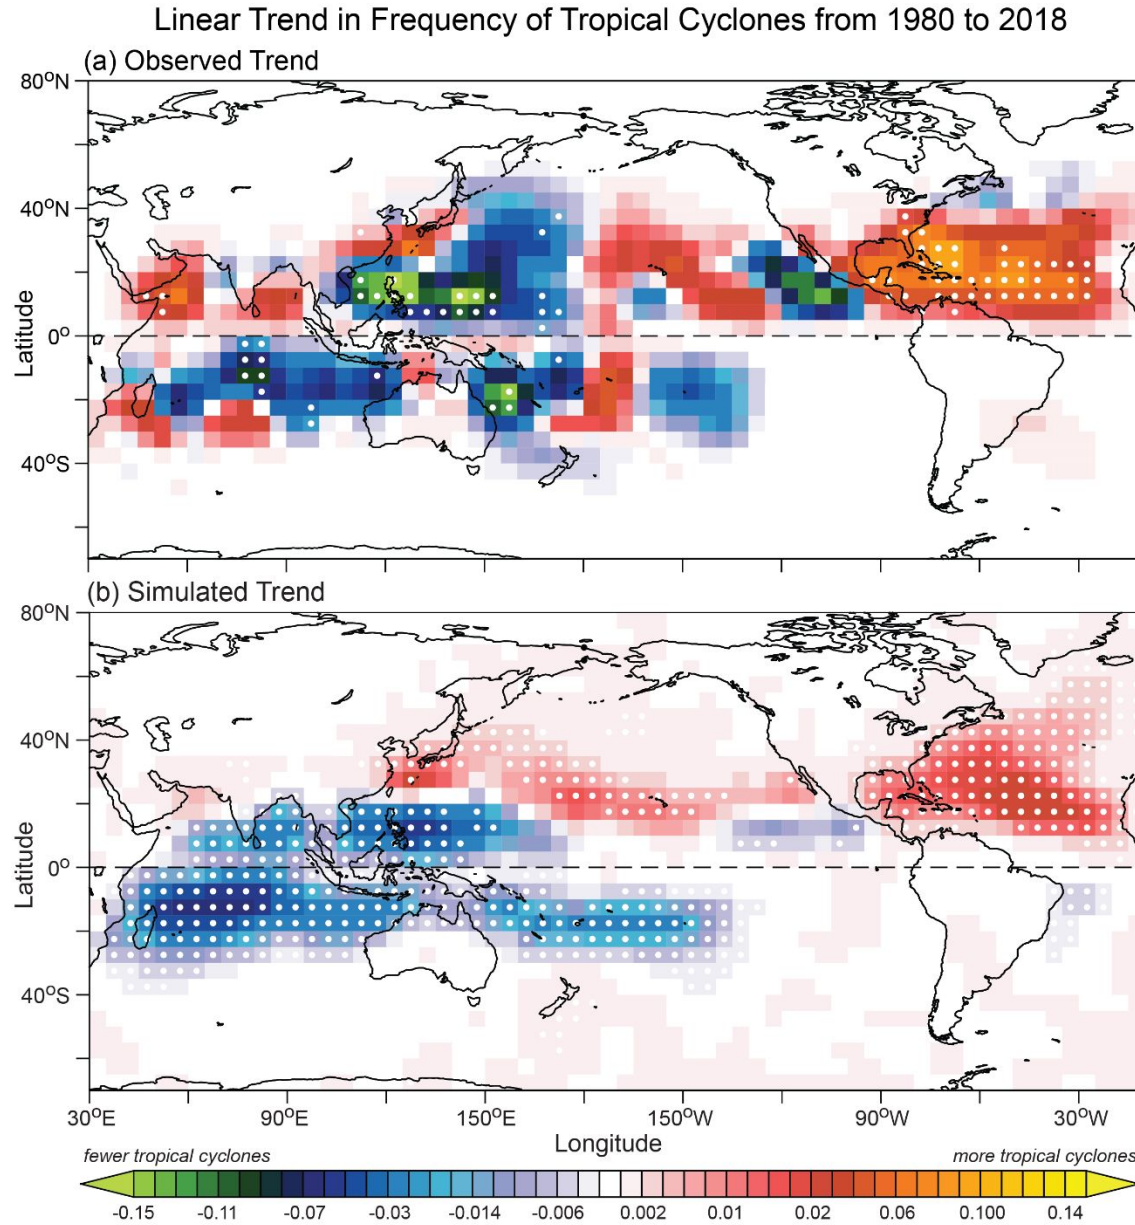 Linear Trend in Frequency of Tropical Cyclones from 1980 to 2018
(a) Observed Trend
80°N
40°N
0°
40°S
Latitude
(b) Simulated Trend
80°N
40°N
0°
40°S
Latitude
30°E 90°E 150°E 150°W 90°W 30°W
Longitude
fewer tropical cyclones more tropical cyclones
-0.15 -0.11 -0.07 -0.03 -0.014 -0.006 0.002 0.01 0.02 0.06 0.100 0.14